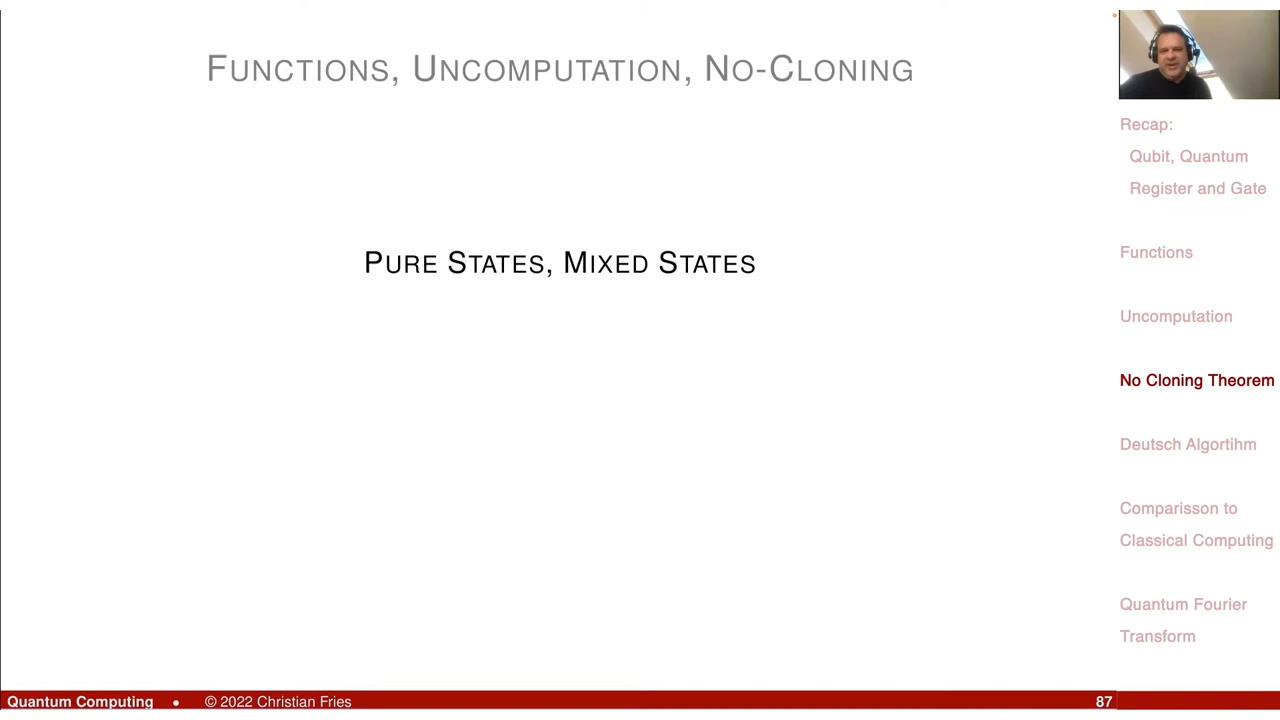 FUNCTIONS, UNCOMPUTATION, NO-CLONING
PURE STATES, MIXED STATES
Recap:
Qubit, Quantum
Register and Gate
Functions
Uncomputation
No Cloning Theorem
Deutsch Algortihm
Comparisson to
Classical Computing
Quantum Fourier
Transform
Quantum Computing • © 2022 Christian Fries 87